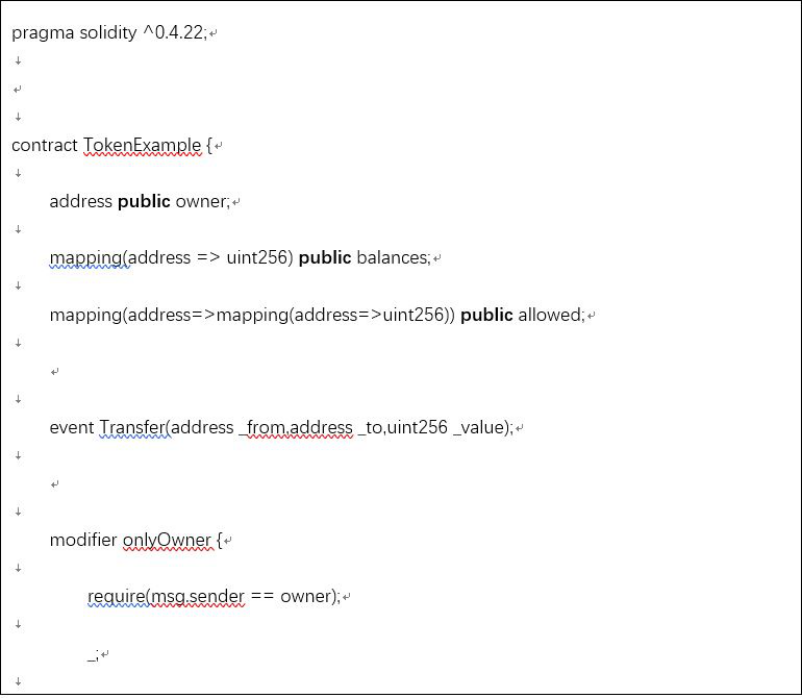 pragma solidity ^0.4.22;
contract TokenExample {
address public owner;
mapping(address => uint256) public balances;
mapping(address=>mapping(address=>uint256)) public allowed;
event Transfer(address _from,address _to,uint256 _value);
modifier onlyOwner {
require(msg.sender == owner);
_;